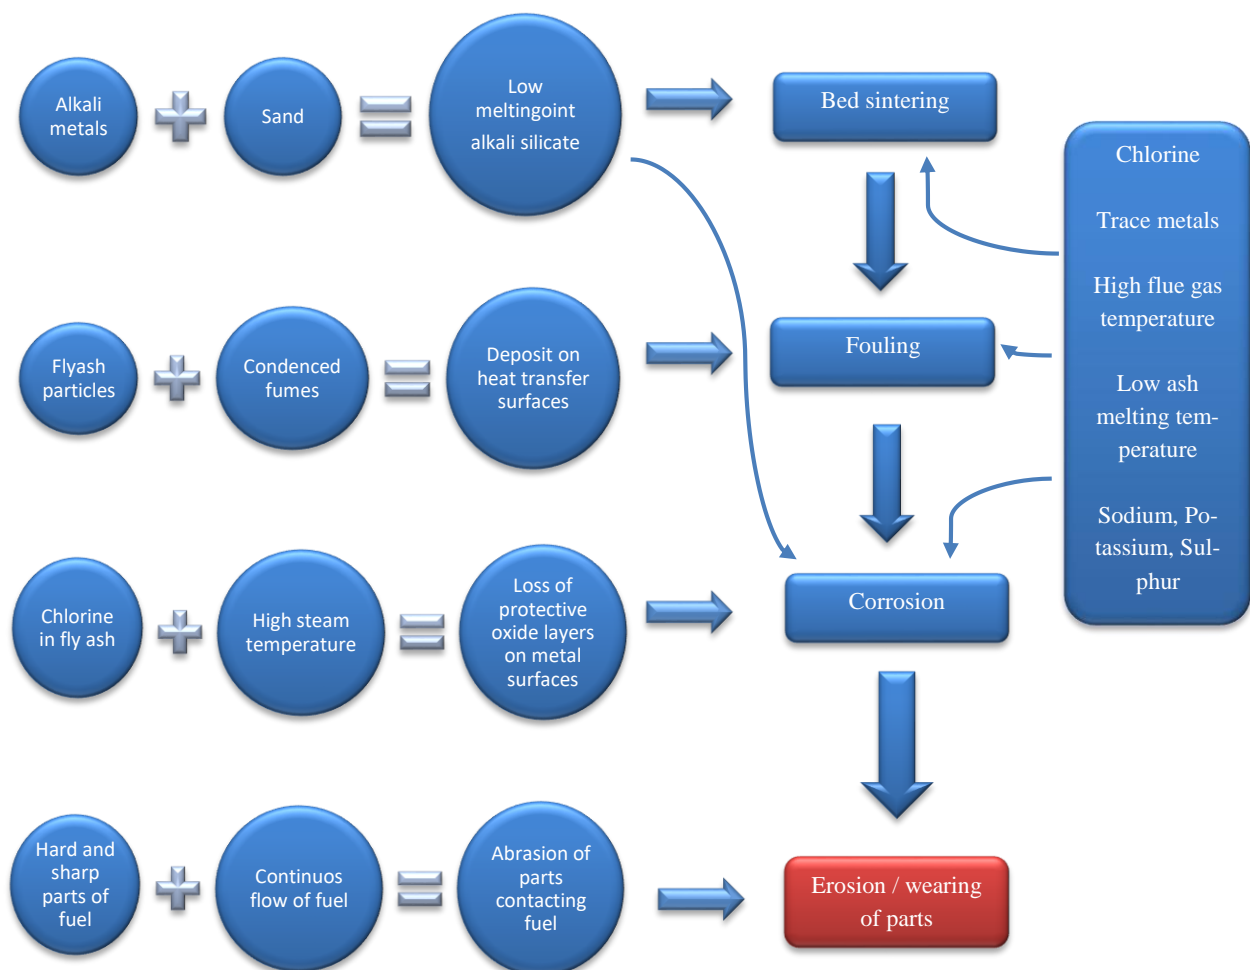 Alkali
metals
Sand
Low
meltingoint
alkali silicate
Bed sintering
Flyash
particles
Condenced
fumes
Deposit on
heat transfer
surfaces
Fouling
Chlorine
in fly ash
High steam
temperature
Loss of
protective
oxide layers
on metal
surfaces
Corrosion
Hard and
sharp
parts of
fuel
Continuos
flow of fuel
Abrasion of
parts
contacting
fuel
Erosion / wearing
of parts
Chlorine
Trace metals
High flue gas
temperature
Low ash
melting tem-
perature
Sodium, Po-
tassium, Sul-
phur